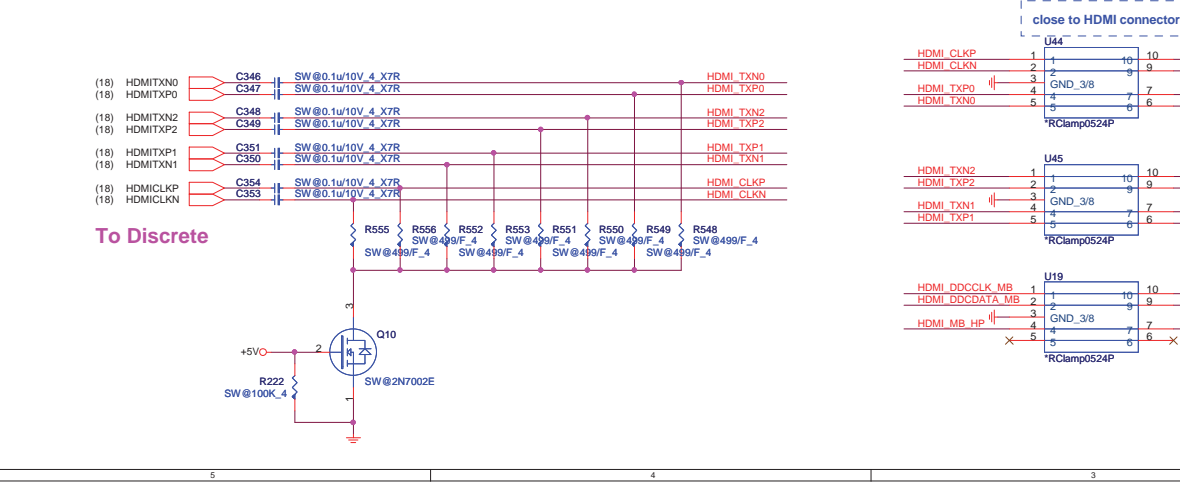 close to HDMI connector
(18) HDMITXN0 C346 SW@0.1u/10V_4_X7R HDMI_TXN0
(18) HDMITXP0 C347 SW@0.1u/10V_4_X7R HDMI_TXP0
(18) HDMITXN2 C348 SW@0.1u/10V_4_X7R HDMI_TXN2
(18) HDMITXP2 C349 SW@0.1u/10V_4_X7R HDMI_TXP2
(18) HDMITXP1 C351 SW@0.1u/10V_4_X7R HDMI_TXP1
(18) HDMITXN1 C350 SW@0.1u/10V_4_X7R HDMI_TXN1
(18) HDMICLKP C354 SW@0.1u/10V_4_X7R HDMI_CLKP
(18) HDMICLKN C353 SW@0.1u/10V_4_X7R HDMI_CLKN
To Discrete
R555 R556 R552 R553 R551 R550 R549 R548
SW@499/F_4 SW@499/F_4 SW@499/F_4 SW@499/F_4
SW@499/F_4 SW@499/F_4 SW@499/F_4 SW@499/F_4
3
Q10
+5V 2
R222
SW@100K_4
SW@2N7002E
1
U44
HDMI_CLKP 1 1 10 10
HDMI_CLKN 2 2 9 9
3 GND_3/8
HDMI_TXP0 4 4 7 7
HDMI_TXN0 5 5 6 6
*RClamp0524P
U45
HDMI_TXN2 1 1 10 10
HDMI_TXP2 2 2 9 9
3 GND_3/8
HDMI_TXN1 4 4 7 7
HDMI_TXP1 5 5 6 6
*RClamp0524P
U19
HDMI_DDCCLK_MB 1 1 10 10
HDMI_DDCDATA_MB 2 2 9 9
3 GND_3/8
HDMI_MB_HP 4 4 7 7
5 5 6 6
*RClamp0524P
5 4 3